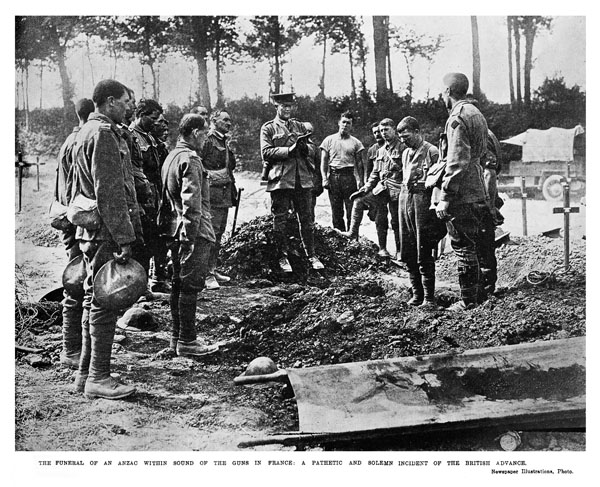 THE FUNERAL OF AN ANZAC WITHIN SOUND OF THE GUNS IN FRANCE: A PATHETIC AND SOLEMN INCIDENT OF THE BRITISH ADVANCE.
Newspaper Illustrations, Photo.